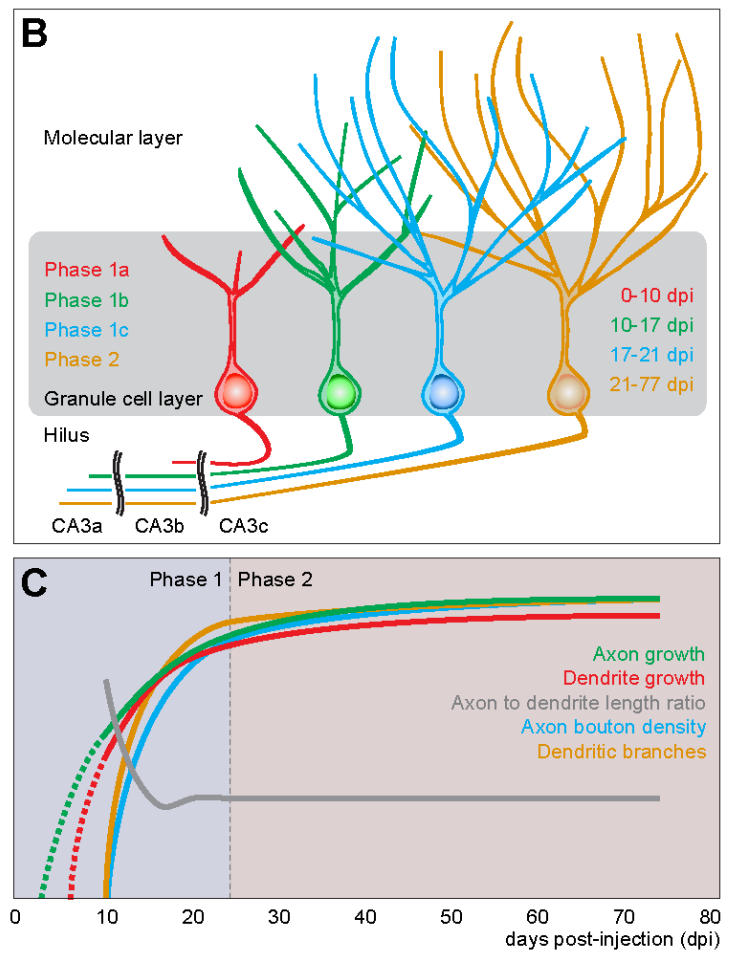 B
Molecular layer
Phase 1a
Phase 1b
Phase 1c
Phase 2
0-10 dpi
10-17 dpi
17-21 dpi
21-77 dpi
Granule cell layer
Hilus
CA3a CA3b CA3c
C
Phase 1 Phase 2
Axon growth
Dendrite growth
Axon to dendrite length ratio
Axon bouton density
Dendritic branches
0 10 20 30 40 50 60 70 80
days post-injection (dpi)